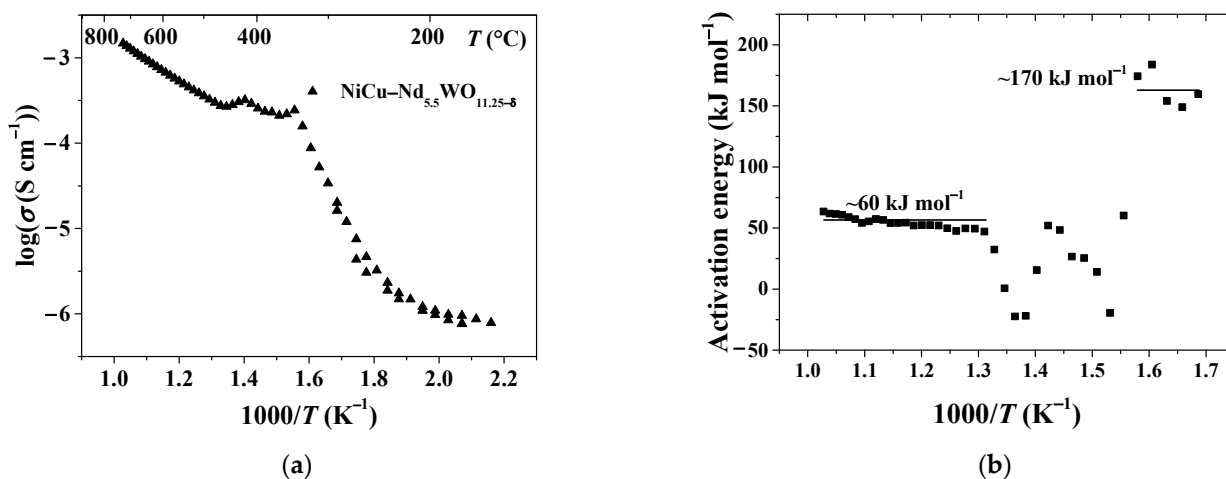 800 600 400 200 T (°C)
−3
−4
−5
−6
log(σ (S cm⁻¹)
NiCu−Nd₅.₅WO₁₁.₂₅₋δ
1.0 1.2 1.4 1.6 1.8 2.0 2.2
1000/T (K⁻¹)
(a)
200
150
100
50
0
−50
Activation energy (kJ mol⁻¹)
~170 kJ mol⁻¹
~60 kJ mol⁻¹
1.0 1.1 1.2 1.3 1.4 1.5 1.6 1.7
1000/T (K⁻¹)
(b)